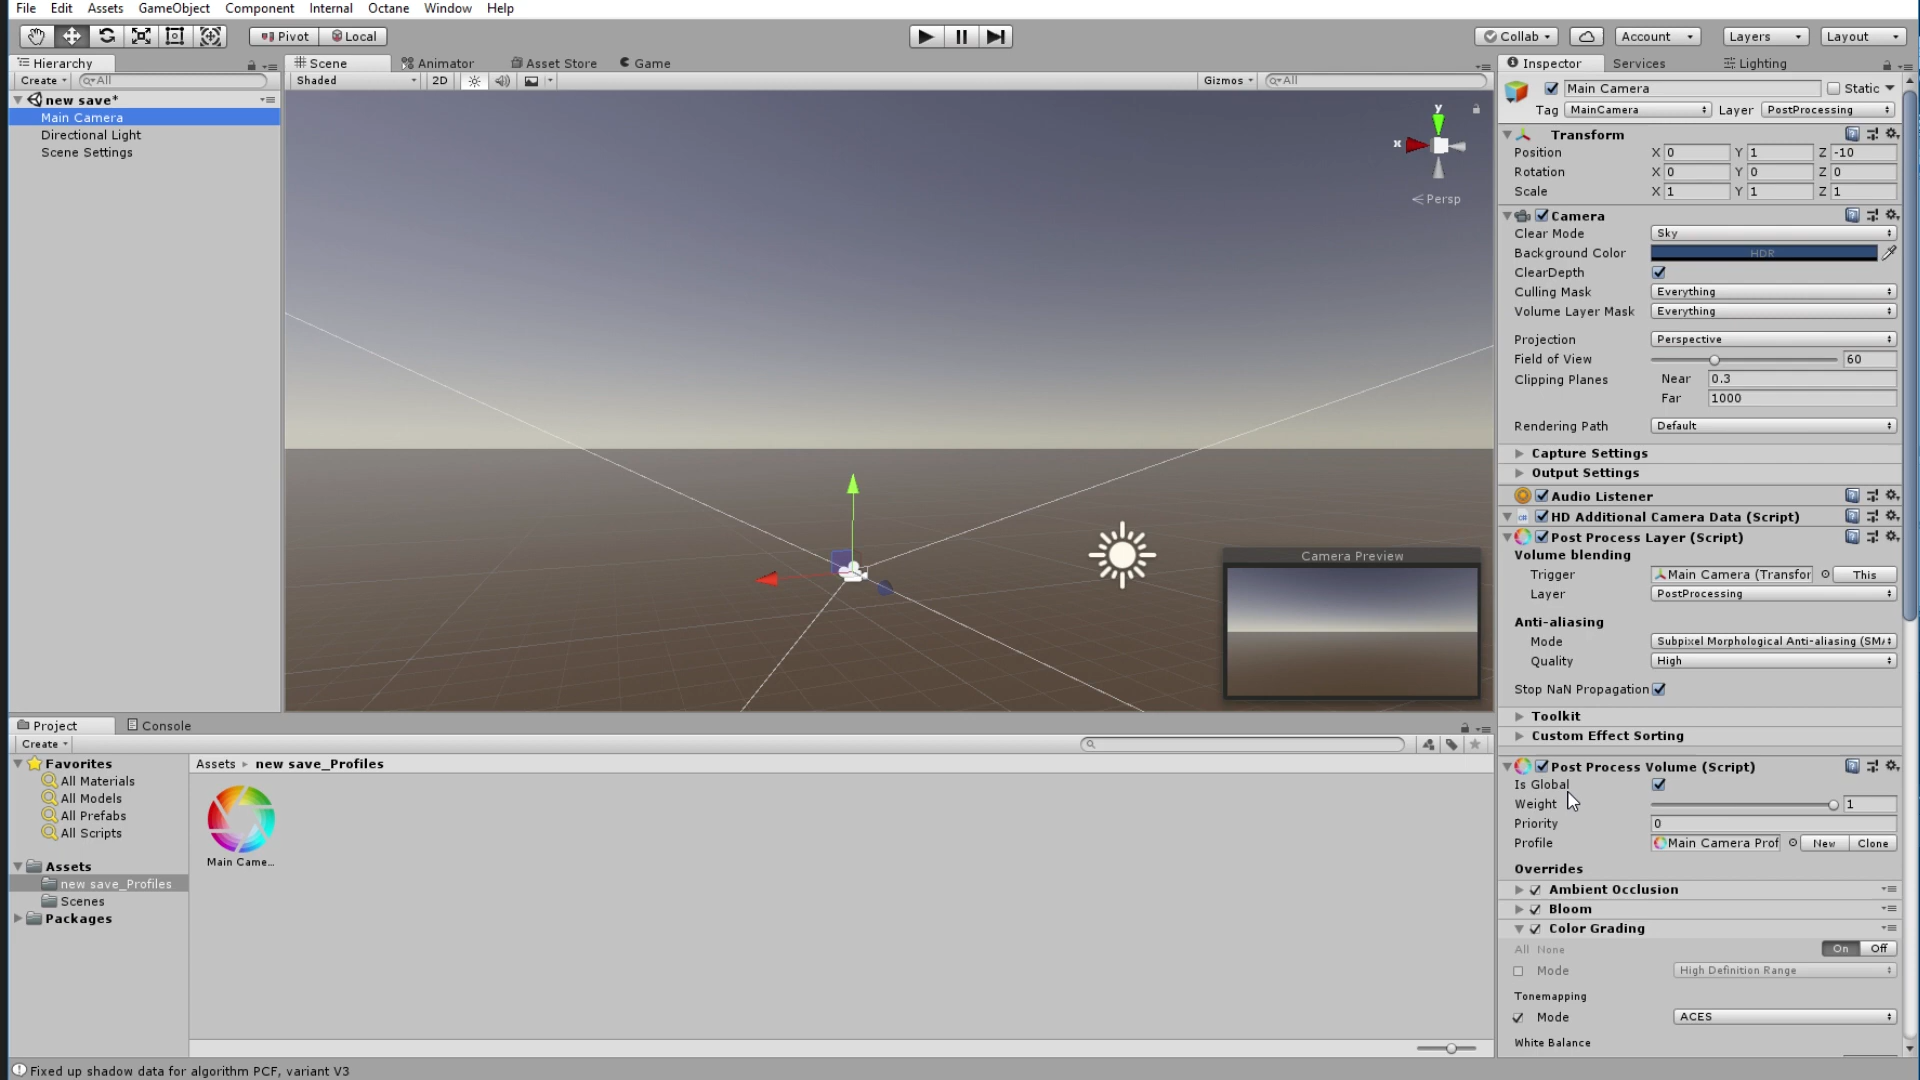 File Edit Assets GameObject Component Internal Octane Window Help
Pivot Local Collab Account Layers Layout
Hierarchy
Create All
new save*
Main Camera
Directional Light
Scene Settings
Scene Animator Asset Store Game
Shaded 2D Gizmos All
y
x
Persp
Camera Preview
Inspector Services Lighting
Main Camera Static
Tag MainCamera Layer PostProcessing
Transform
Position X 0 Y 1 Z -10
Rotation X 0 Y 0 Z 0
Scale X 1 Y 1 Z 1
Camera
Clear Mode Sky
Background Color HDR
ClearDepth
Culling Mask Everything
Volume Layer Mask Everything
Projection Perspective
Field of View 60
Clipping Planes Near 0.3
Far 1000
Rendering Path Default
Capture Settings
Output Settings
Audio Listener
HD Additional Camera Data (Script)
Post Process Layer (Script)
Volume blending
Trigger Main Camera (Transfor This
Layer PostProcessing
Anti-aliasing
Mode Subpixel Morphological Anti-aliasing (SMA
Quality High
Stop NaN Propagation
Toolkit
Custom Effect Sorting
Post Process Volume (Script)
Is Global
Weight 1
Priority 0
Profile Main Camera Prof New Clone
Overrides
Ambient Occlusion
Bloom
Color Grading
All None On Off
Mode High Definition Range
Tonemapping
Mode ACES
White Balance
Project Console
Create
Favorites
All Materials
All Models
All Prefabs
All Scripts
Assets
new save_Profiles
Scenes
Packages
Assets new save_Profiles
Main Came...
Fixed up shadow data for algorithm PCF, variant V3